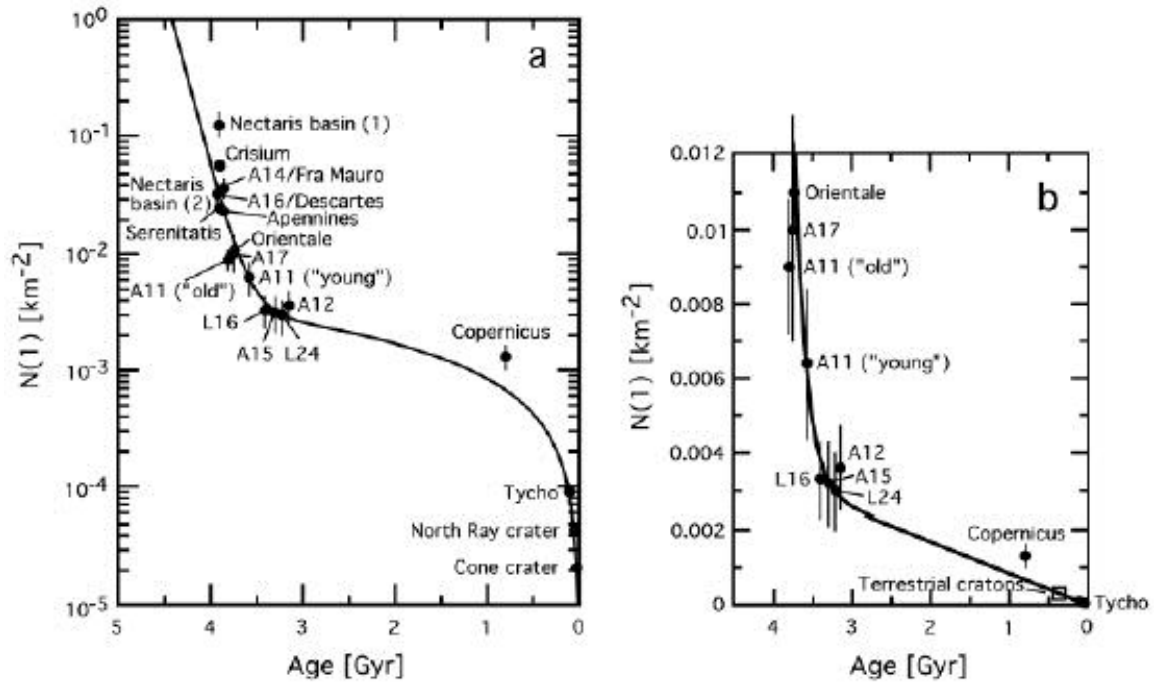 a
N(1) [km⁻²]
10⁰
10⁻¹
10⁻²
10⁻³
10⁻⁴
10⁻⁵
Nectaris basin (1)
Crisium
A14/Fra Mauro
Nectaris
basin (2)
A16/Descartes
Apennines
Serenitatis
Orientale
A17
A11 ("old")
A11 ("young")
A12
L16
A15
L24
Copernicus
Tycho
North Ray crater
Cone crater
5 4 3 2 1 0
Age [Gyr]
b
N(1) [km⁻²]
0.012
0.01
0.008
0.006
0.004
0.002
0
Orientale
A17
A11 ("old")
A11 ("young")
A12
A15
L16
L24
Copernicus
Terrestrial cratons
Tycho
4 3 2 1 0
Age [Gyr]